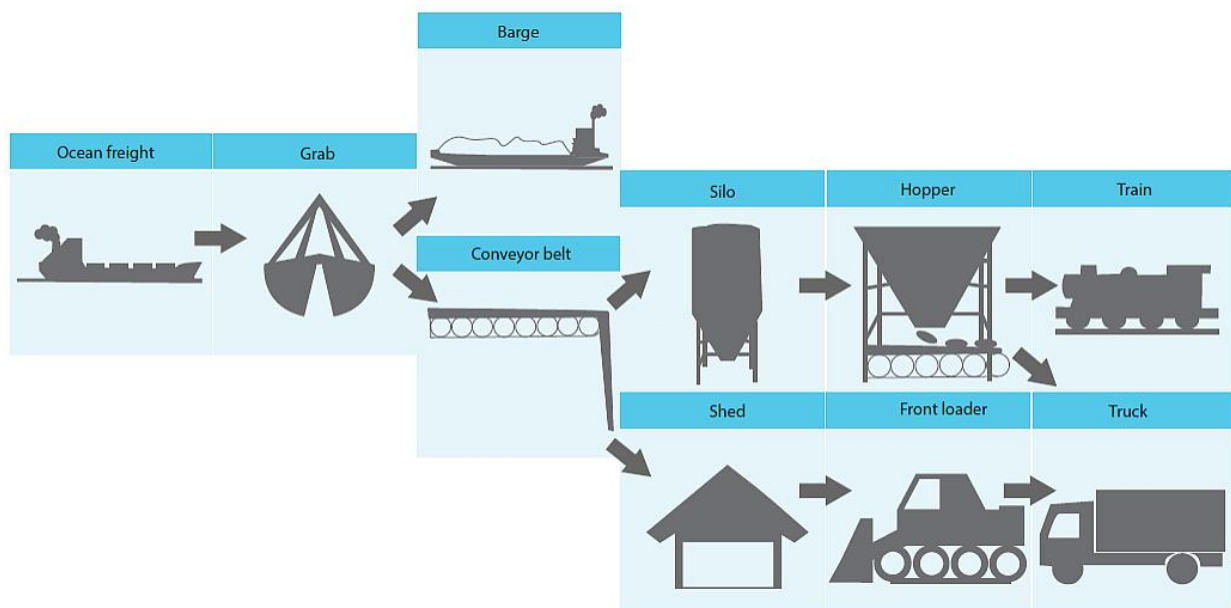 Barge
Ocean freight
Grab
Conveyor belt
Silo
Hopper
Train
Shed
Front loader
Truck